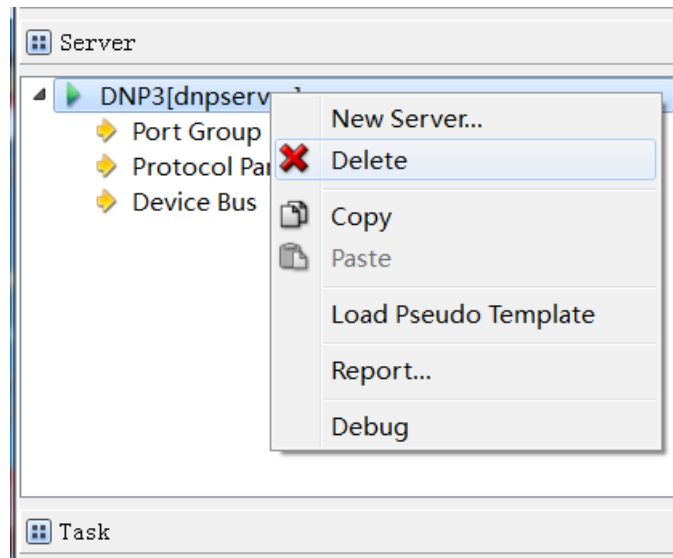 Server
DNP3[dnpserv
Port Group
Protocol Pa
Device Bus
New Server...
Delete
Copy
Paste
Load Pseudo Template
Report...
Debug
Task